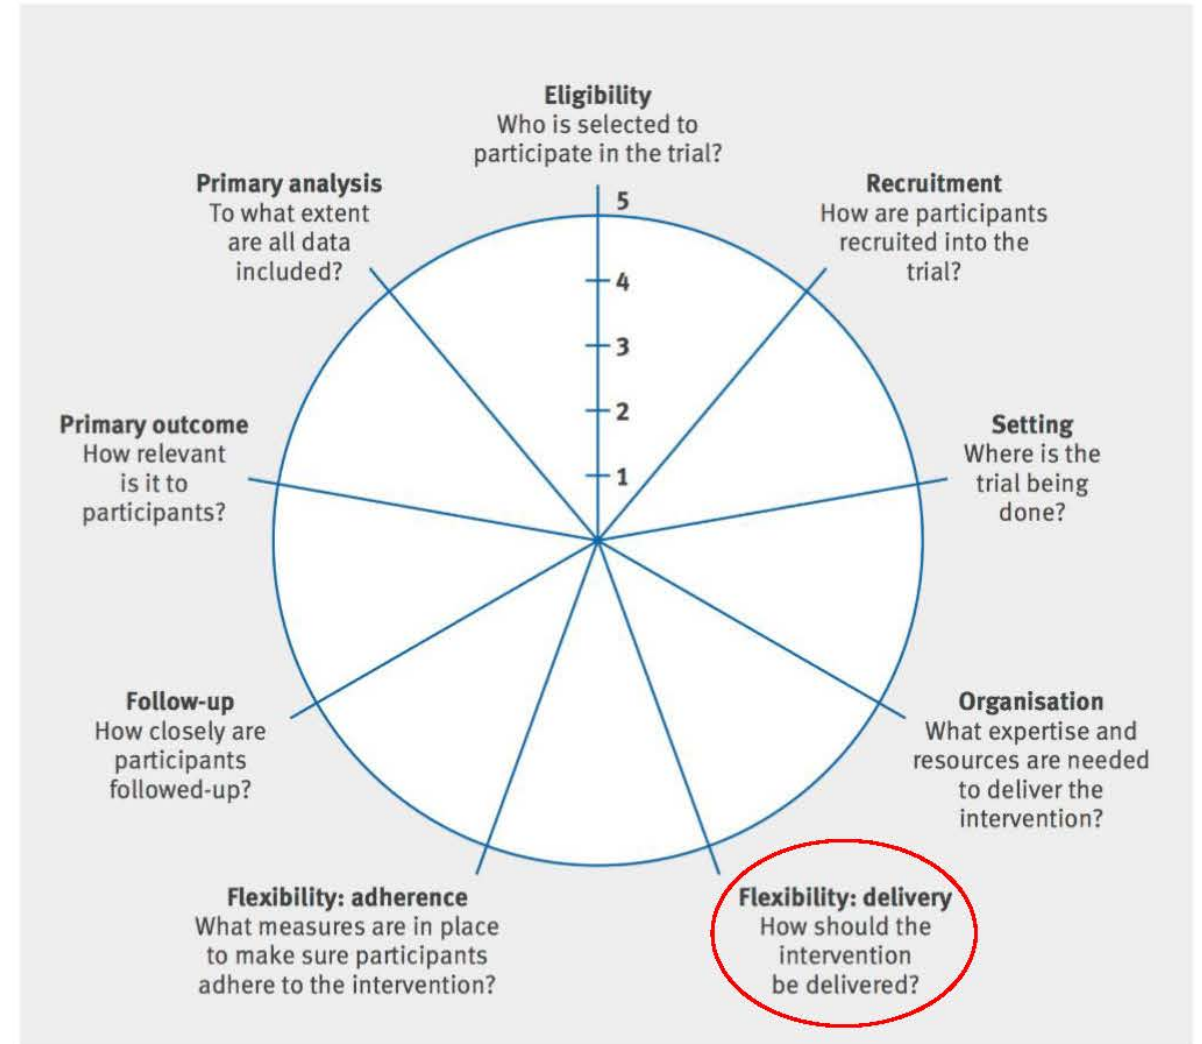 Eligibility
Who is selected to
participate in the trial?
Primary analysis
To what extent
are all data
included?
Recruitment
How are participants
recruited into the
trial?
5
4
3
2
1
Primary outcome
How relevant
is it to
participants?
Setting
Where is the
trial being
done?
Follow-up
How closely are
participants
followed-up?
Organisation
What expertise and
resources are needed
to deliver the
intervention?
Flexibility: adherence
What measures are in place
to make sure participants
adhere to the intervention?
Flexibility: delivery
How should the
intervention
be delivered?